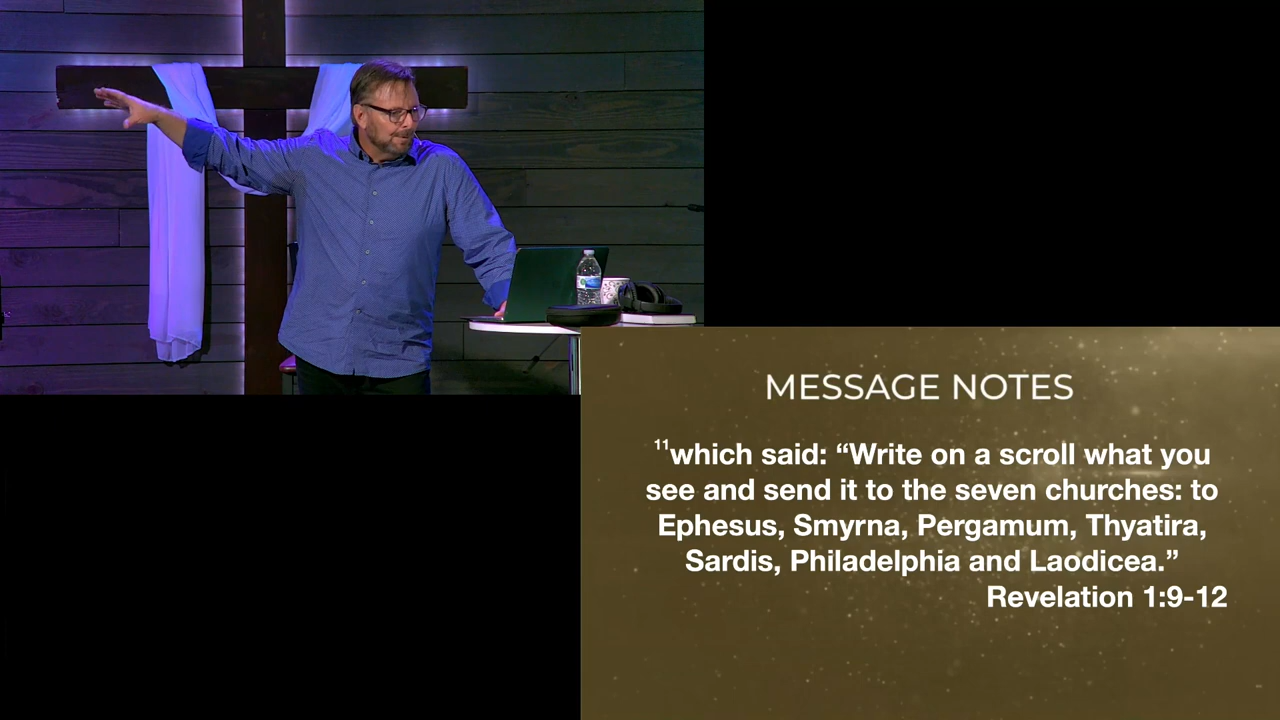 MESSAGE NOTES
¹¹which said: “Write on a scroll what you
see and send it to the seven churches: to
Ephesus, Smyrna, Pergamum, Thyatira,
Sardis, Philadelphia and Laodicea.”
Revelation 1:9-12